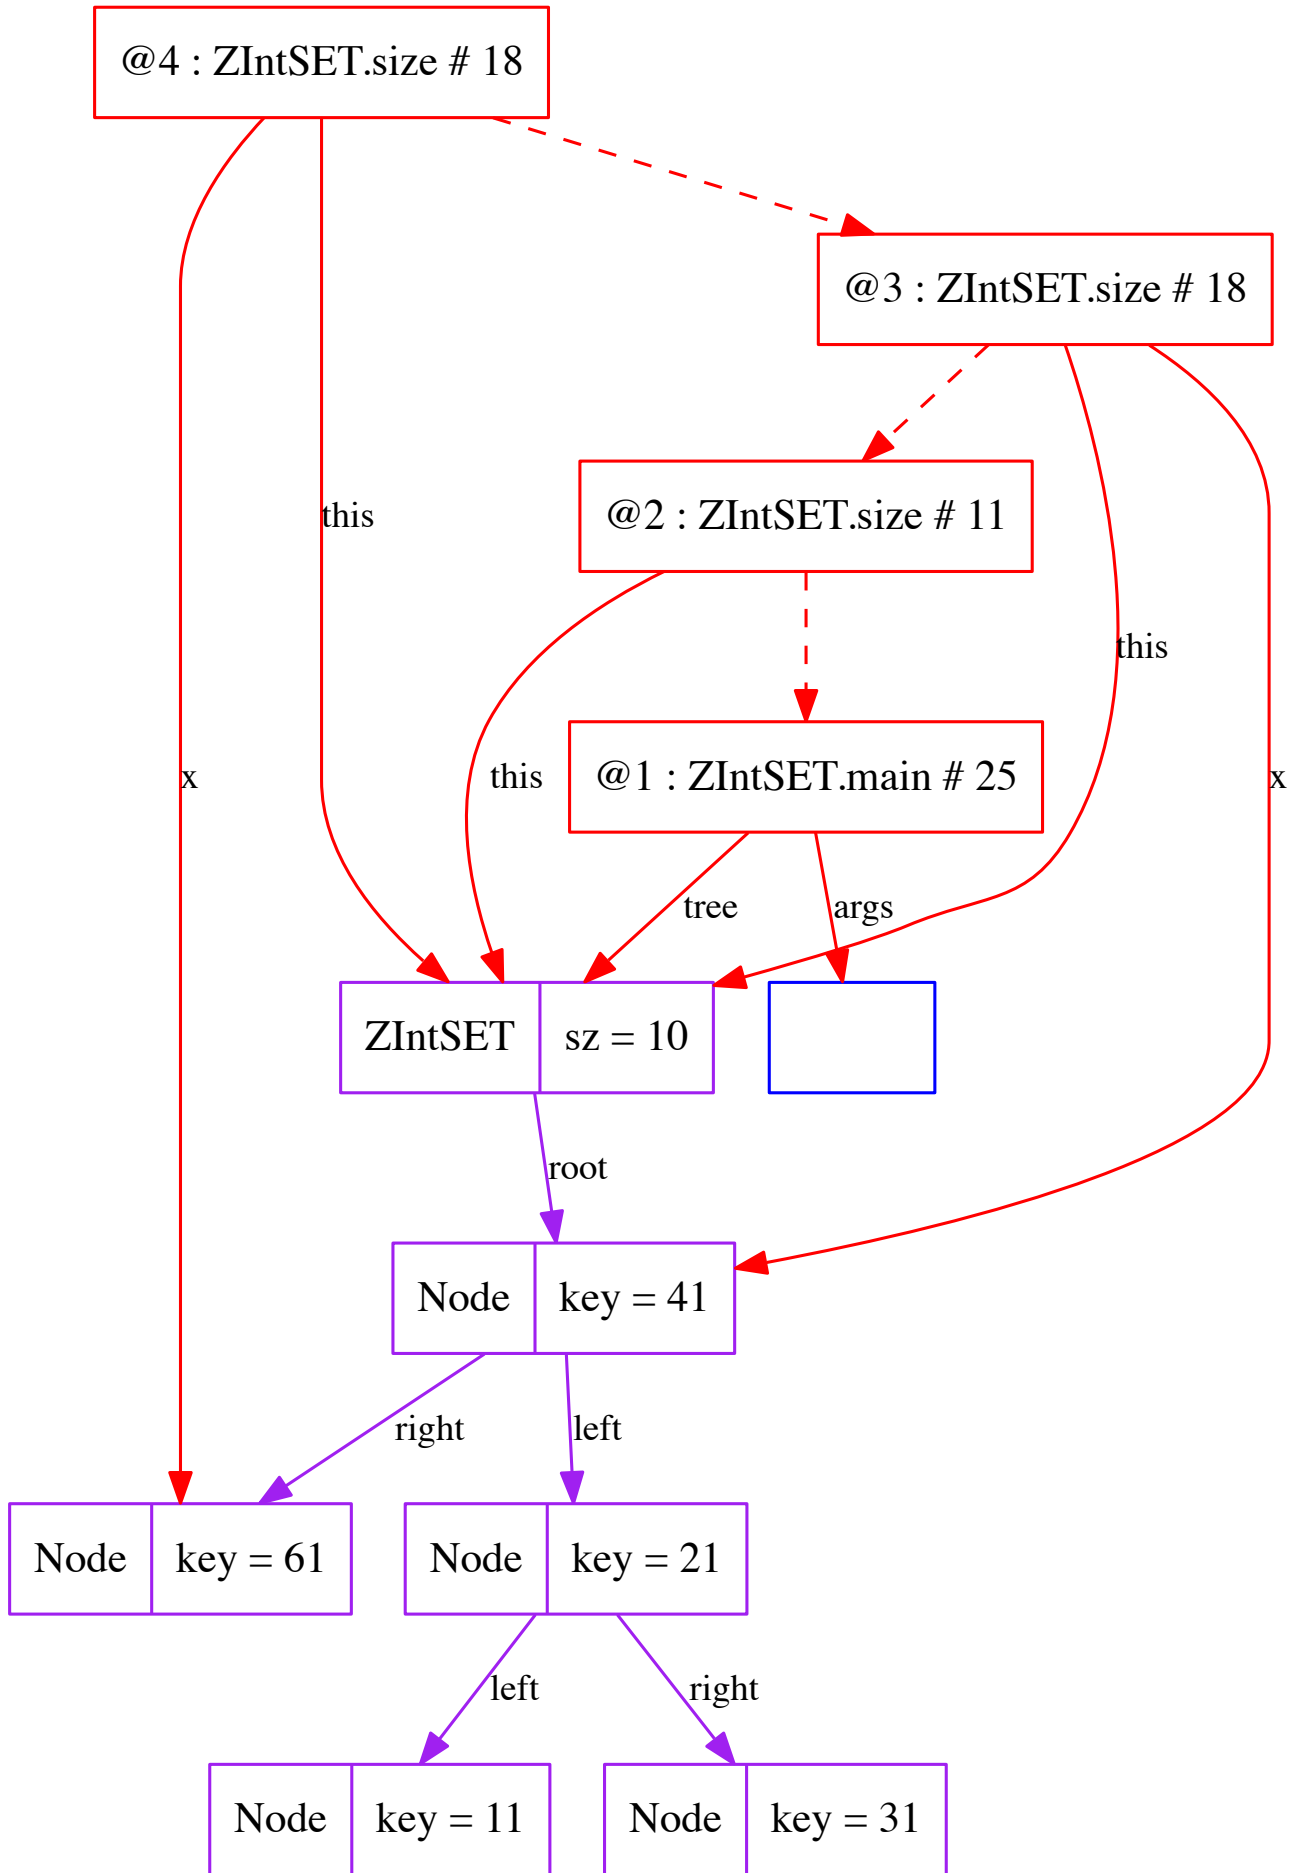 @4 : ZIntSET.size # 18
@3 : ZIntSET.size # 18
this
@2 : ZIntSET.size # 11
this
x
this
@1 : ZIntSET.main # 25
x
tree
args
ZIntSET
sz = 10
root
Node
key = 41
right
left
Node
key = 61
Node
key = 21
left
right
Node
key = 11
Node
key = 31